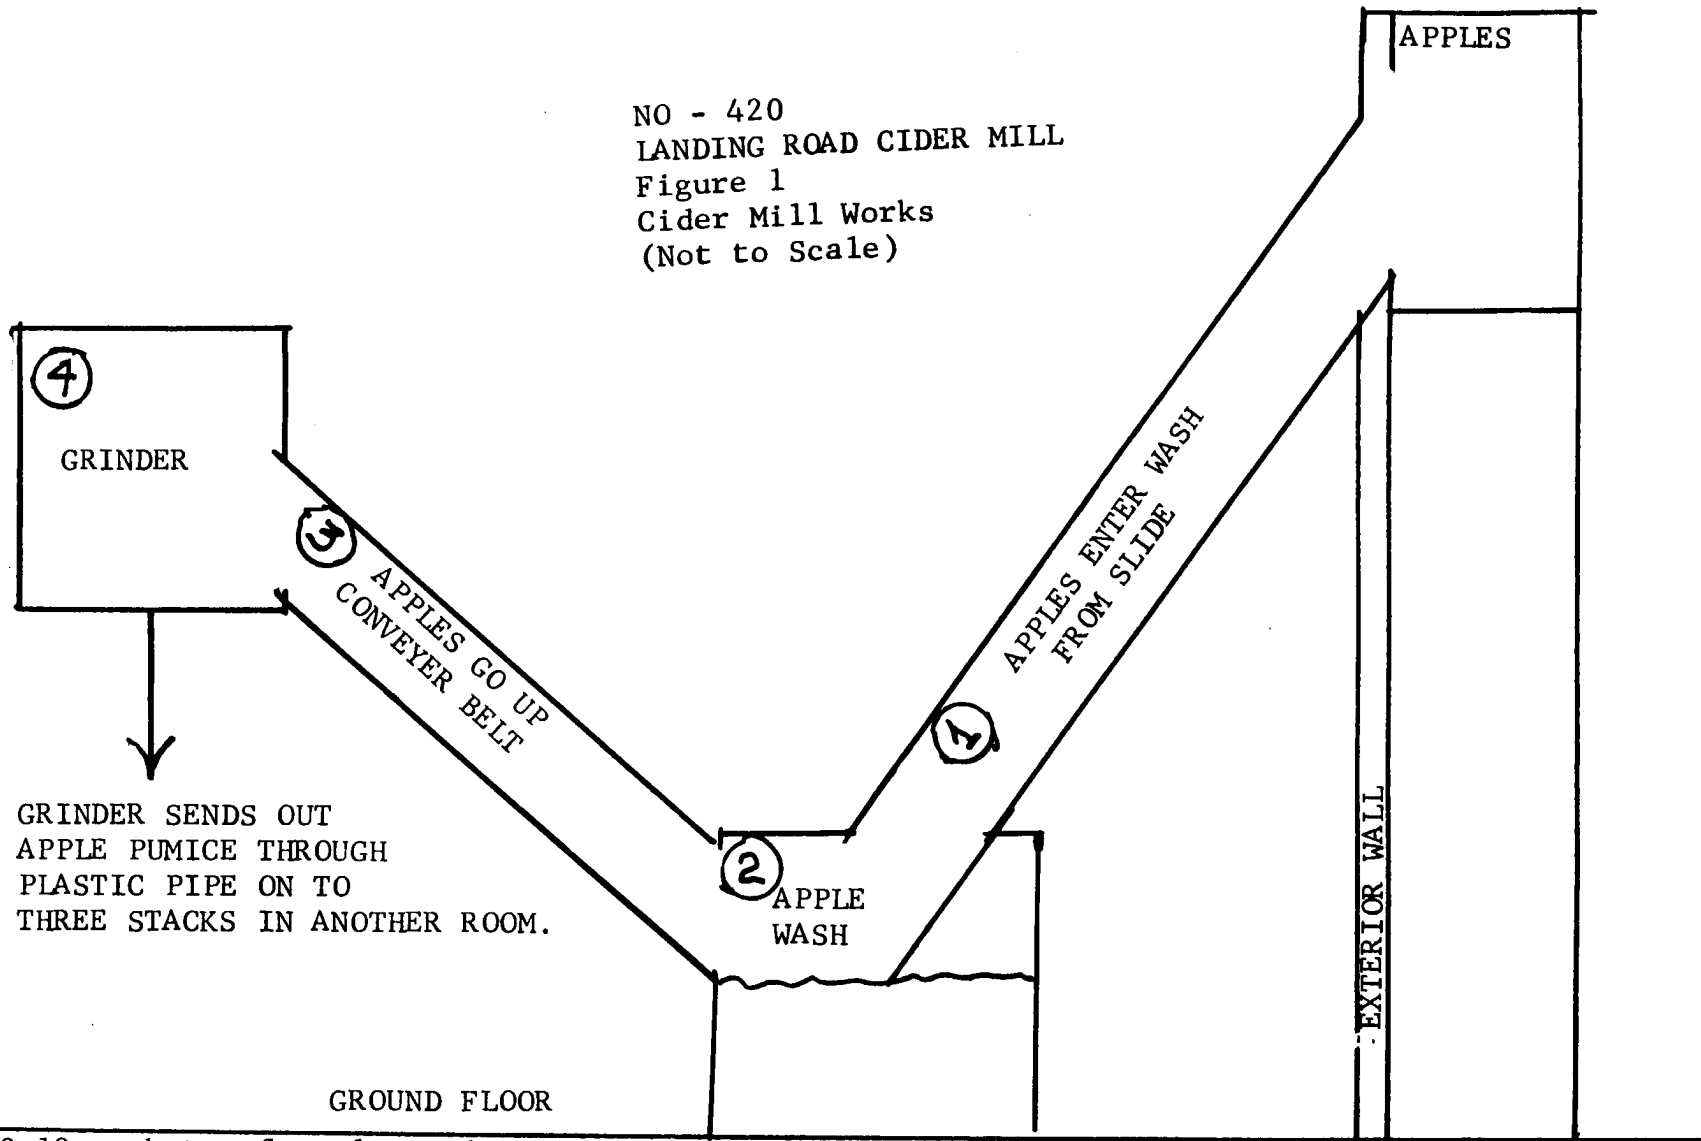 APPLES
NO - 420
LANDING ROAD CIDER MILL
Figure 1
Cider Mill Works
(Not to Scale)
4
GRINDER
3
APPLES GO UP
CONVEYER BELT
1
APPLES ENTER WASH
FROM SLIDE
2
APPLE
WASH
GRINDER SENDS OUT
APPLE PUMICE THROUGH
PLASTIC PIPE ON TO
THREE STACKS IN ANOTHER ROOM.
EXTERIOR WALL
GROUND FLOOR